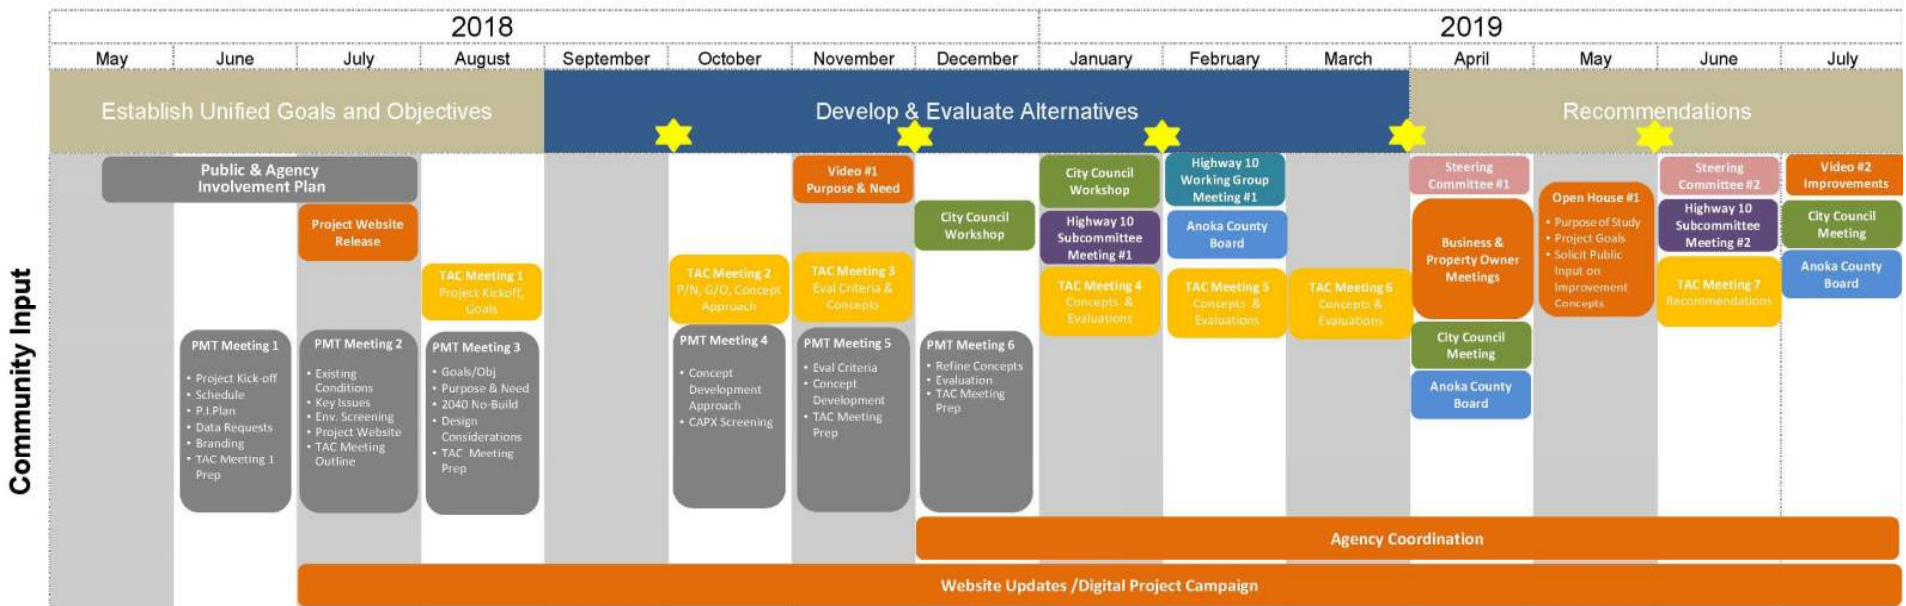 2018
2019
May
June
July
August
September
October
November
December
January
February
March
April
May
June
July
Establish Unified Goals and Objectives
Develop & Evaluate Alternatives
Recommendations
Community Input
Public & Agency
Involvement Plan
Project Website
Release
TAC Meeting 1
Project Kickoff,
Goals
TAC Meeting 2
P/N, G/O, Concept
Approach
Video #1
Purpose & Need
TAC Meeting 3
Eval Criteria &
Concepts
City Council
Workshop
City Council
Workshop
Highway 10
Subcommittee
Meeting #1
TAC Meeting 4
Concepts & 
Evaluations
Highway 10
Working Group
Meeting #1
Anoka County
Board
TAC Meeting 5
Concepts &
Evaluations
TAC Meeting 6
Concepts &
Evaluations
Steering
Committee #1
Business &
Property Owner
Meetings
City Council
Meeting
Anoka County
Board
Open House #1
• Purpose of Study
• Project Goals
• Solicit Public
Input on
Improvement
Concepts
Steering
Committee #2
Highway 10
Subcommittee
Meeting #2
TAC Meeting 7
Recommendations
Video #2
Improvements
City Council
Meeting
Anoka County
Board
PMT Meeting 1
• Project Kick-off
• Schedule
• P.I.Plan
• Data Requests
• Branding
• TAC Meeting 1
Prep
PMT Meeting 2
• Existing
Conditions
• Key Issues
• Env. Screening
• Project Website
• TAC Meeting
Outline
PMT Meeting 3
• Goals/Obj
• Purpose & Need
• 2040 No-Build
• Design
Considerations
• TAC Meeting
Prep
PMT Meeting 4
• Concept
Development
Approach
• CAPX Screening
PMT Meeting 5
• Eval Criteria
• Concept
Development
• TAC Meeting
Prep
PMT Meeting 6
• Refine Concepts
• Evaluation
• TAC Meeting
Prep
Agency Coordination
Website Updates /Digital Project Campaign